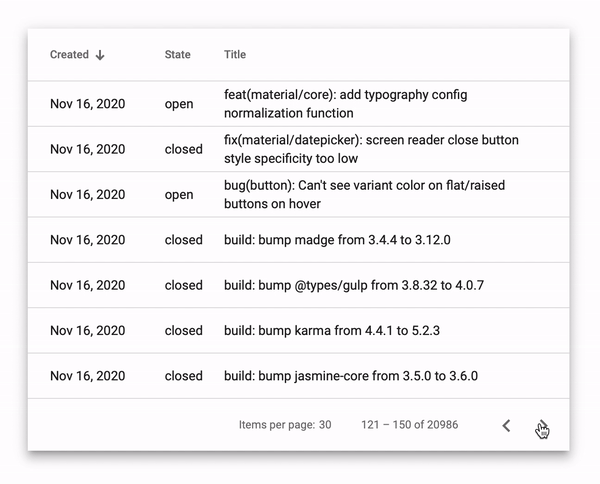 Created State Title
Nov 16, 2020 open feat(material/core): add typography config
normalization function
Nov 16, 2020 closed fix(material/datepicker): screen reader close button
style specificity too low
Nov 16, 2020 open bug(button): Can't see variant color on flat/raised
buttons on hover
Nov 16, 2020 closed build: bump madge from 3.4.4 to 3.12.0
Nov 16, 2020 closed build: bump @types/gulp from 3.8.32 to 4.0.7
Nov 16, 2020 closed build: bump karma from 4.4.1 to 5.2.3
Nov 16, 2020 closed build: bump jasmine-core from 3.5.0 to 3.6.0
Items per page: 30 121 – 150 of 20986